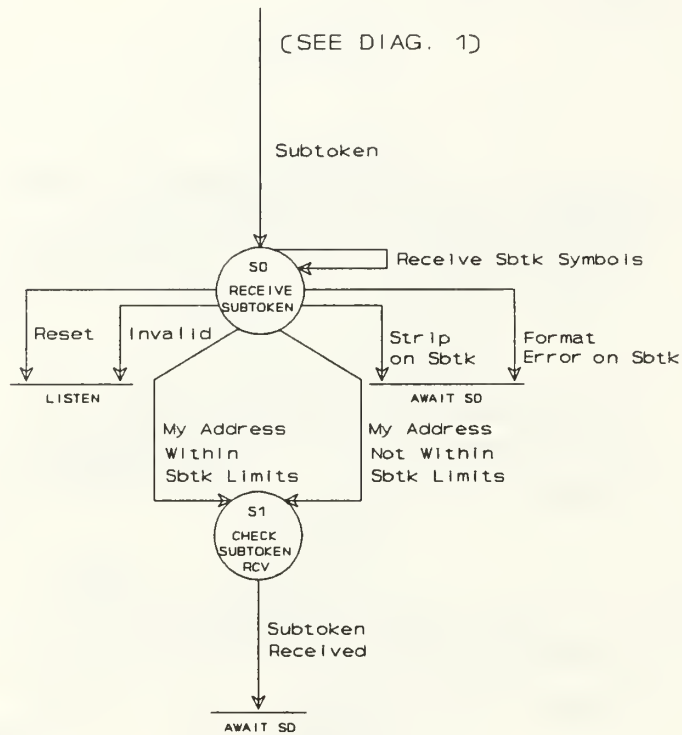 (SEE DIAG. 1)
Subtoken
S0
RECEIVE
SUBTOKEN
Receive Sbtk Symbols
Reset
Invalid
Strip
on Sbtk
Format
Error on Sbtk
LISTEN
AWAIT SD
My Address
Within
Sbtk Limits
My Address
Not Within
Sbtk Limits
S1
CHECK
SUBTOKEN
RCV
Subtoken
Received
AWAIT SD